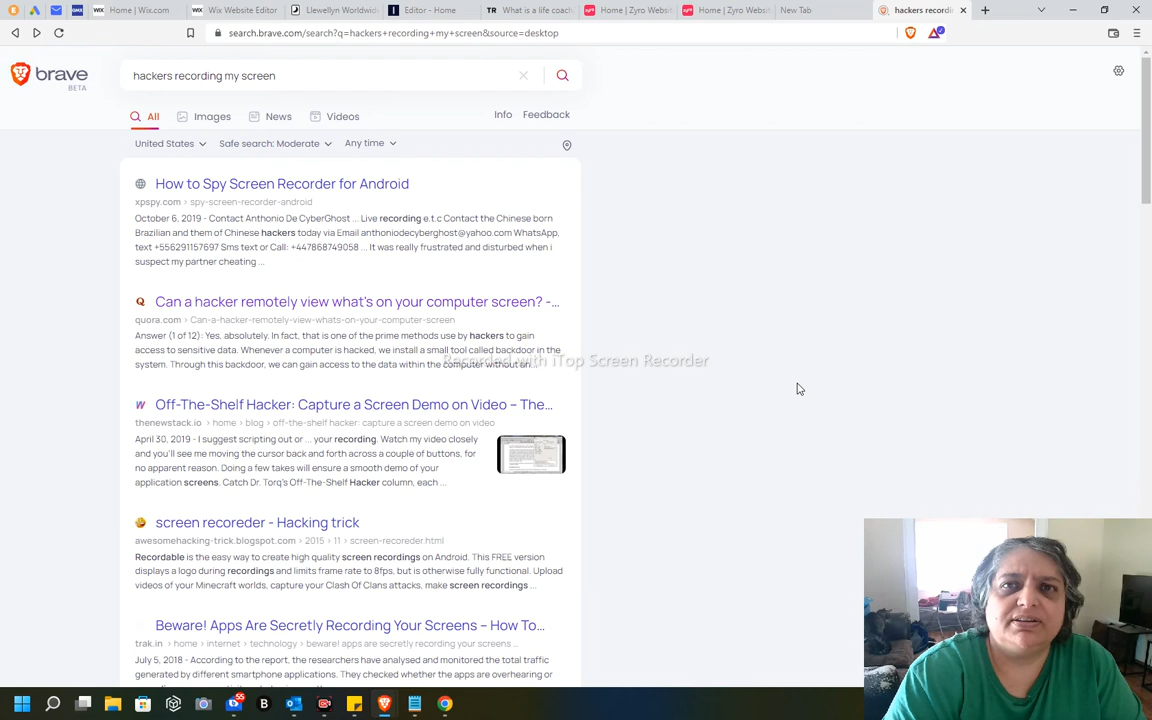 Home | Wix.com
Wix Website Editor
Llewellyn Worldwid
Editor - Home
What is a life coach
Home | Zyro Websit
Home | Zyro Websit
New Tab
hackers recordi
search.brave.com/search?q=hackers+recording+my+screen&source=desktop
brave
BETA
hackers recording my screen
All
Images
News
Videos
Info
Feedback
United States
Safe search: Moderate
Any time
How to Spy Screen Recorder for Android
xpspy.com › spy-screen-recorder-android
October 6, 2019 - Contact Anthonio De CyberGhost ... Live recording e.t.c Contact the Chinese born
Brazilian and them of Chinese hackers today via Email anthoniodecyberghost@yahoo.com WhatsApp,
text +556291157697 Sms text or Call: +447868749058 ... It was really frustrated and disturbed when i
suspect my partner cheating ...
Can a hacker remotely view what's on your computer screen? -...
quora.com › Can-a-hacker-remotely-view-whats-on-your-computer-screen
Answer (1 of 12): Yes, absolutely. In fact, that is one of the prime methods use by hackers to gain
access to sensitive data. Whenever a computer is hacked, we install a small tool called backdoor in the
system. Through this backdoor, we can gain access to the data within the computer without an...
Recorded with iTop Screen Recorder
Off-The-Shelf Hacker: Capture a Screen Demo on Video – The...
thenewstack.io › home › blog › off-the-shelf hacker: capture a screen demo on video
April 30, 2019 - I suggest scripting out or ... your recording. Watch my video closely
and you'll see me moving the cursor back and forth across a couple of buttons, for
no apparent reason. Doing a few takes will ensure a smooth demo of your
application screens. Catch Dr. Torq's Off-The-Shelf Hacker column, each ...
screen recoreder - Hacking trick
awesomehacking-trick.blogspot.com › 2015 › 11 › screen-recoreder.html
Recordable is the easy way to create high quality screen recordings on Android. This FREE version
displays a logo during recordings and limits frame rate to 8fps, but is otherwise fully functional. Upload
videos of your Minecraft worlds, capture your Clash Of Clans attacks, make screen recordings ...
Beware! Apps Are Secretly Recording Your Screens – How To...
trak.in › home › internet › technology › beware! apps are secretly recording your screens ...
July 5, 2018 - According to the report, the researchers have analysed and monitored the total traffic
generated by different smartphone applications. They checked whether the apps are overhearing or
55